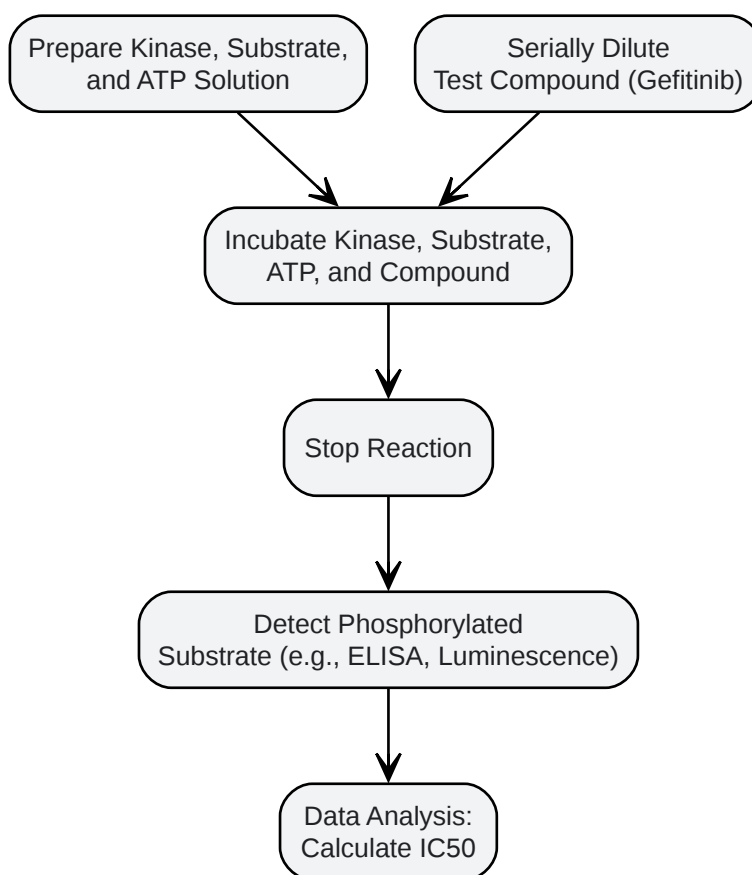 Prepare Kinase, Substrate,
and ATP Solution
Serially Dilute
Test Compound (Gefitinib)
Incubate Kinase, Substrate,
ATP, and Compound
Stop Reaction
Detect Phosphorylated
Substrate (e.g., ELISA, Luminescence)
Data Analysis:
Calculate IC50